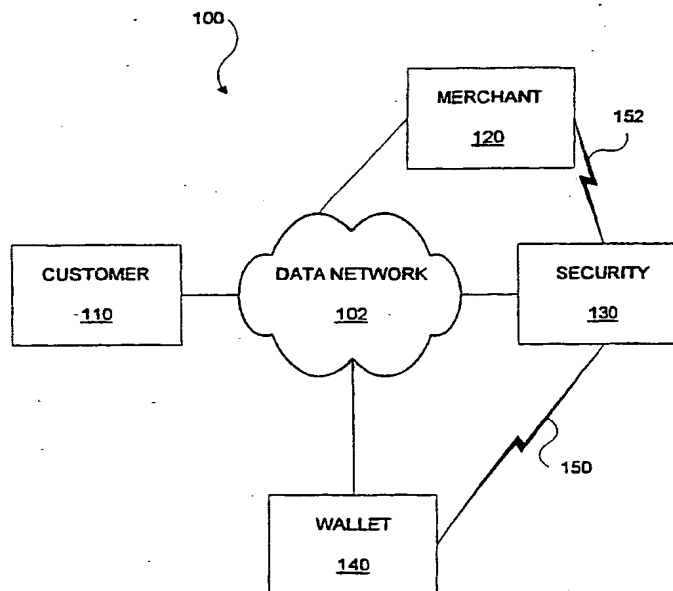 100
MERCHANT
120
152
CUSTOMER
110
DATA NETWORK
102
SECURITY
130
150
WALLET
140